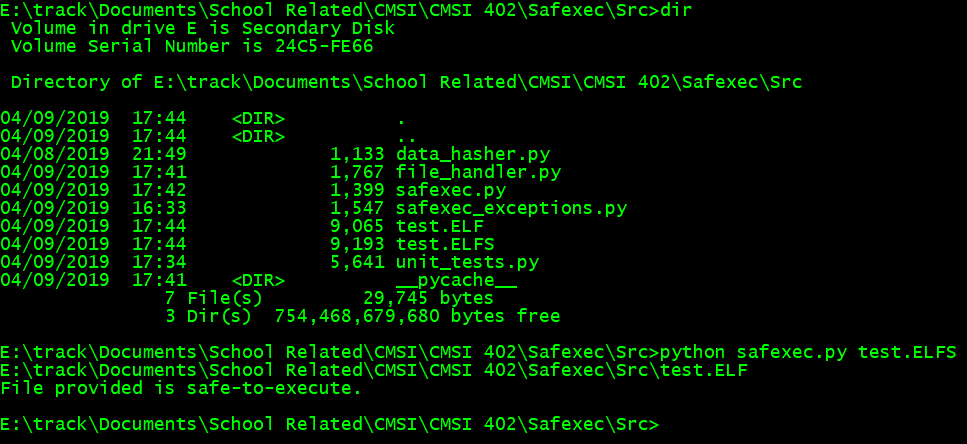 E:\track\Documents\School Related\CMSI\CMSI 402\Safexec\Src>dir
 Volume in drive E is Secondary Disk
 Volume Serial Number is 24C5-FE66

 Directory of E:\track\Documents\School Related\CMSI\CMSI 402\Safexec\Src

04/09/2019  17:44    <DIR>          .
04/09/2019  17:44    <DIR>          ..
04/08/2019  21:49             1,133 data_hasher.py
04/09/2019  17:41             1,767 file_handler.py
04/09/2019  17:42             1,399 safexec.py
04/09/2019  16:33             1,547 safexec_exceptions.py
04/09/2019  17:44             9,065 test.ELF
04/09/2019  17:44             9,193 test.ELFS
04/09/2019  17:34             5,641 unit_tests.py
04/09/2019  17:41    <DIR>          __pycache__
               7 File(s)         29,745 bytes
               3 Dir(s)  754,468,679,680 bytes free

E:\track\Documents\School Related\CMSI\CMSI 402\Safexec\Src>python safexec.py test.ELFS
E:\track\Documents\School Related\CMSI\CMSI 402\Safexec\Src\test.ELF
File provided is safe-to-execute.

E:\track\Documents\School Related\CMSI\CMSI 402\Safexec\Src>